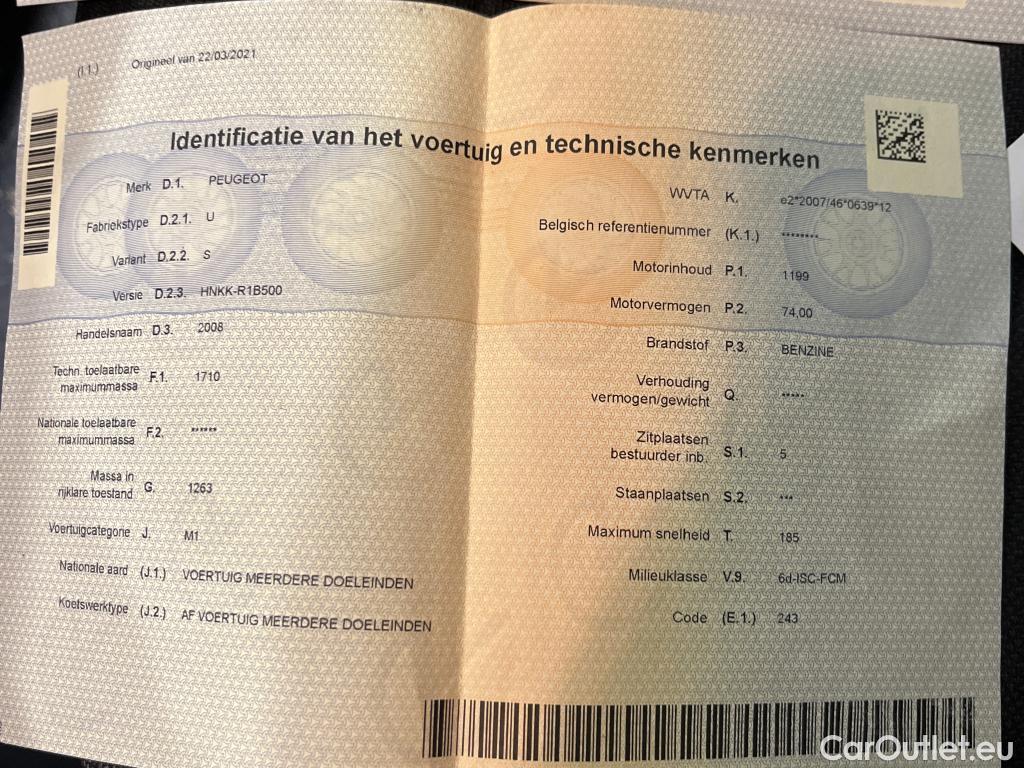 (I.1.) Origineel van 22/03/2021
Identificatie van het voertuig en technische kenmerken
Merk D.1. PEUGEOT
Fabriekstype D.2.1. U
Variant D.2.2. S
Versie D.2.3. HNKK-R1B500
Handelsnaam D.3. 2008
Techn. toelaatbare
maximummassa F.1. 1710
Nationale toelaatbare
maximummassa F.2. ******
Massa in
rijklare toestand G. 1263
Voertuigcategorie J. M1
Nationale aard (J.1.) VOERTUIG MEERDERE DOELEINDEN
Koetswerktype (J.2.) AF VOERTUIG MEERDERE DOELEINDEN
WVTA K. e2*2007/46*0639*12
Belgisch referentienummer (K.1.) ********
Motorinhoud P.1. 1199
Motorvermogen P.2. 74,00
Brandstof P.3. BENZINE
Verhouding
vermogen/gewicht Q. *****
Zitplaatsen
bestuurder inb. S.1. 5
Staanplaatsen S.2. ***
Maximum snelheid T. 185
Milieuklasse V.9. 6d-ISC-FCM
Code (E.1.) 243
CarOutlet.eu